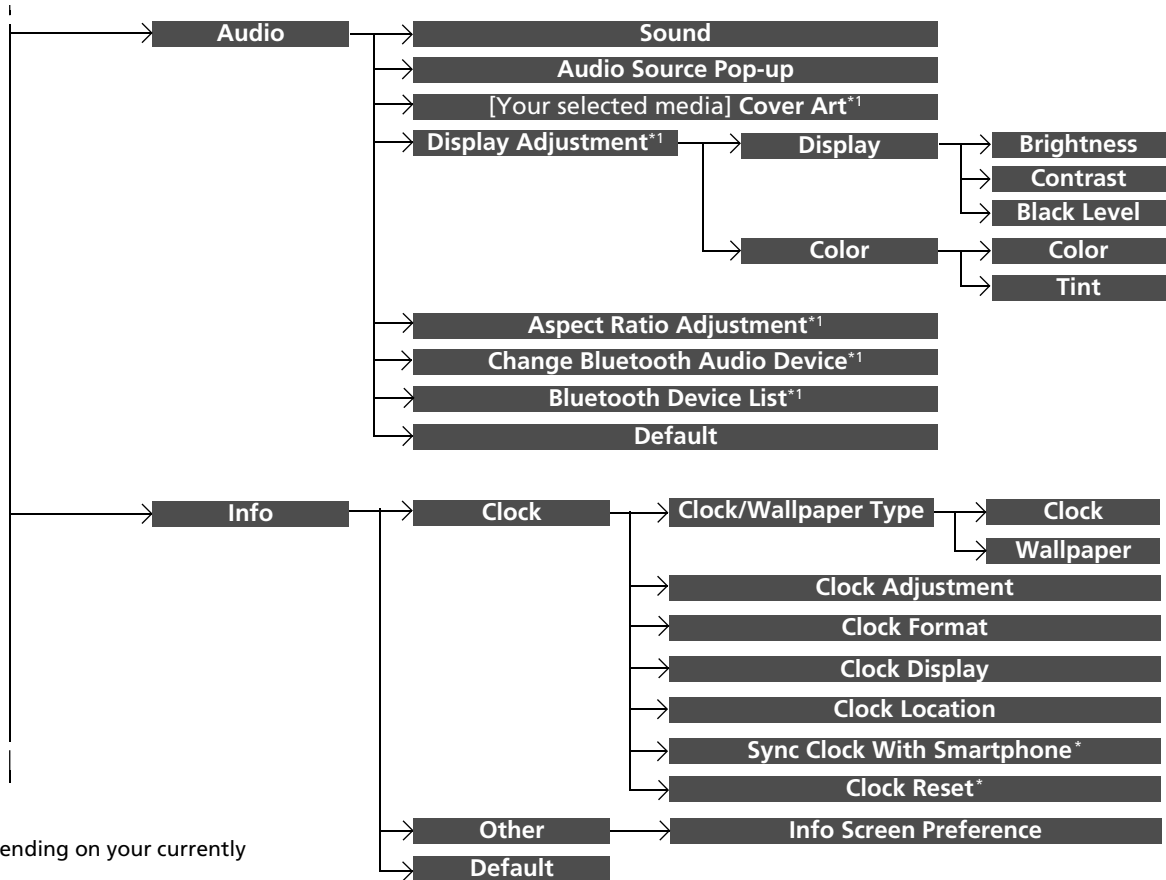 Audio
Sound
Audio Source Pop-up
[Your selected media] Cover Art*1
Display Adjustment*1
Display
Brightness
Contrast
Black Level
Color
Color
Tint
Aspect Ratio Adjustment*1
Change Bluetooth Audio Device*1
Bluetooth Device List*1
Default
Info
Clock
Clock/Wallpaper Type
Clock
Wallpaper
Clock Adjustment
Clock Format
Clock Display
Clock Location
Sync Clock With Smartphone*
Clock Reset*
Other
Info Screen Preference
Default
ending on your currently